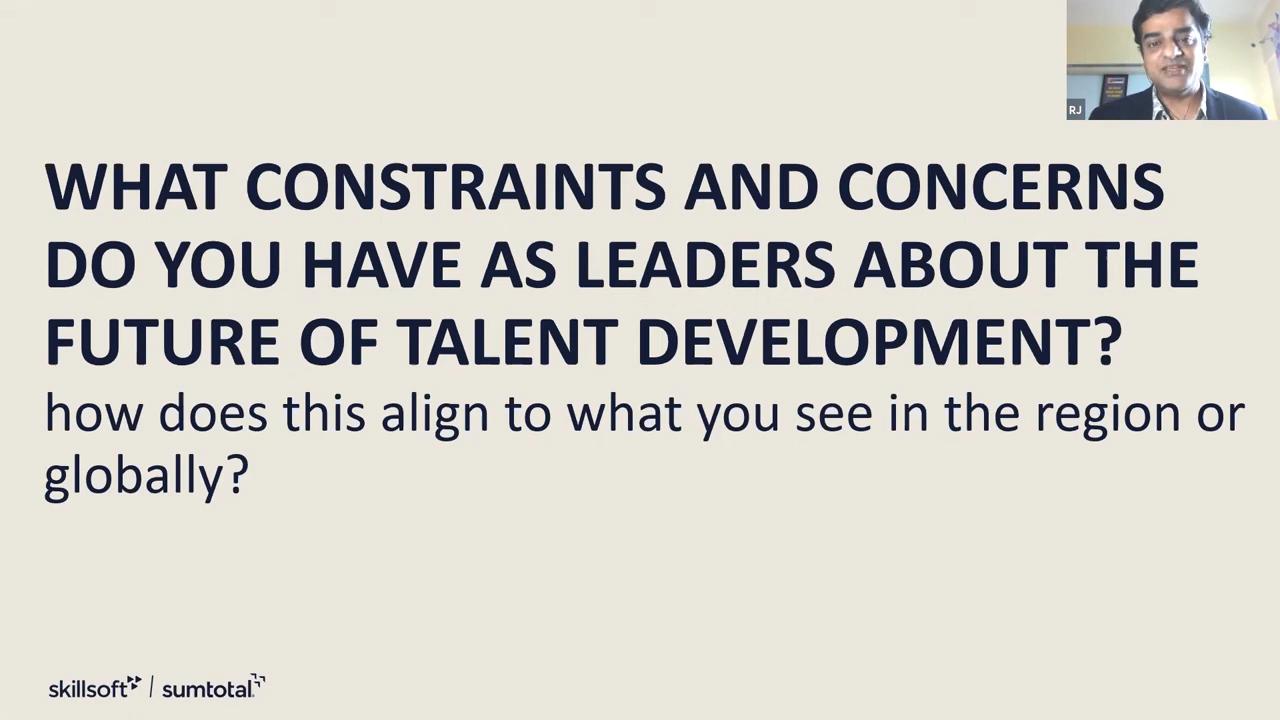 RJ
WHAT CONSTRAINTS AND CONCERNS
DO YOU HAVE AS LEADERS ABOUT THE
FUTURE OF TALENT DEVELOPMENT?
how does this align to what you see in the region or
globally?
skillsoft | sumtotal